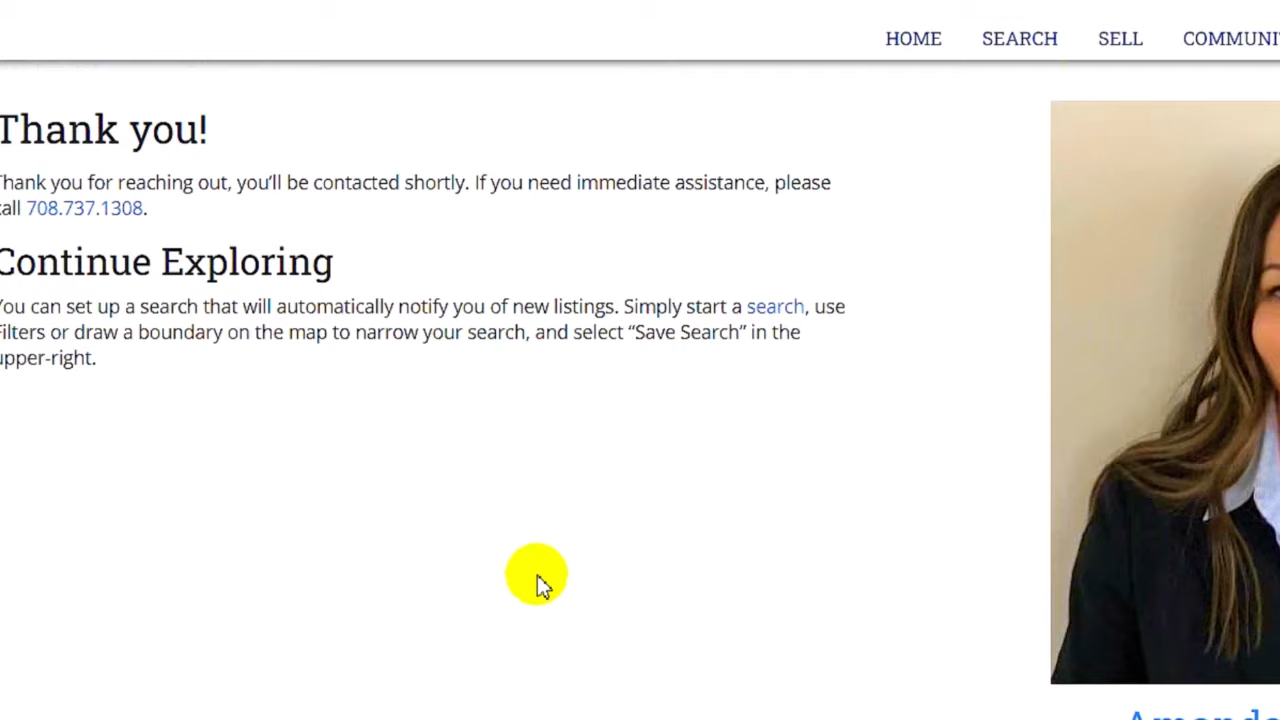 HOME SEARCH SELL COMMUNI
Thank you!
Thank you for reaching out, you'll be contacted shortly. If you need immediate assistance, please
call 708.737.1308.
Continue Exploring
You can set up a search that will automatically notify you of new listings. Simply start a search, use
Filters or draw a boundary on the map to narrow your search, and select “Save Search” in the
upper-right.